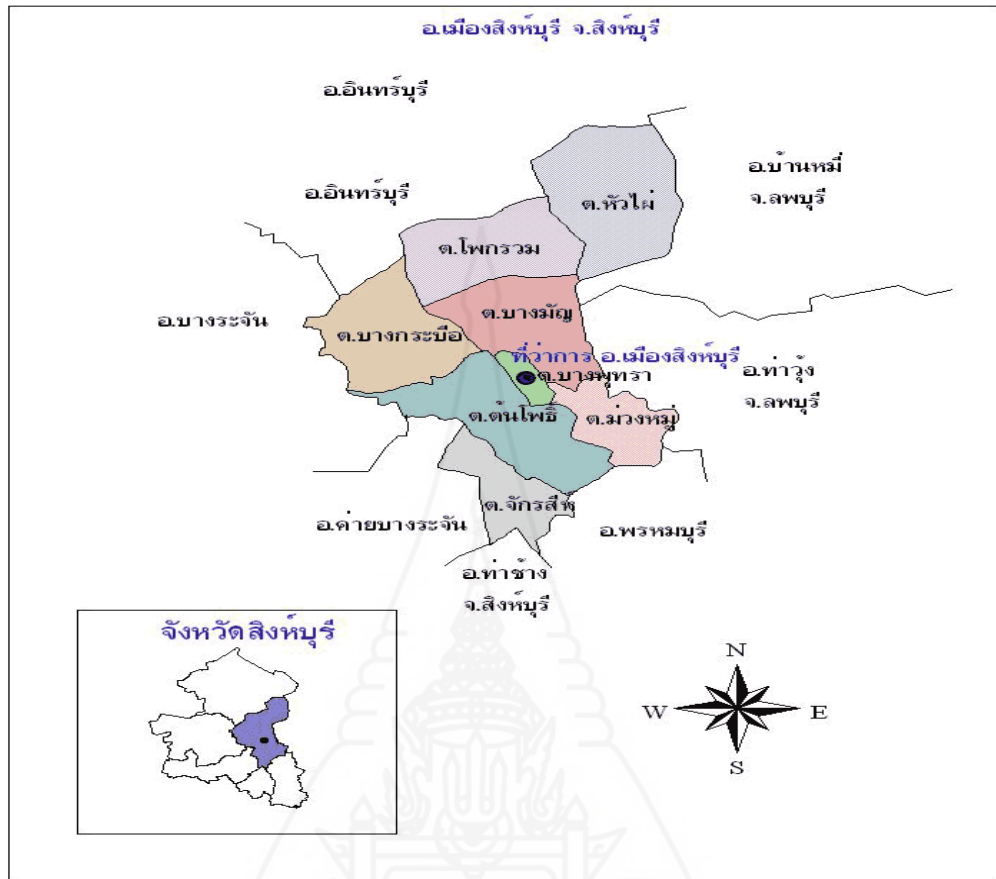 อ.เมืองสิงห์บุรี จ.สิงห์บุรี
อ.อินทร์บุรี
อ.บ้านหมี่
จ.ลพบุรี
อ.อินทร์บุรี
ต.หัวไผ่
ต.โพกรวม
ต.บางมัญ
อ.บางระจัน
ต.บางกระบือ
ที่ว่าการ อ.เมืองสิงห์บุรี
ต.บางพุทรา
อ.ท่าวุ้ง
จ.ลพบุรี
ต.ต้นโพธิ์
ต.ม่วงหมู่
ต.จักรสีห์
อ.ค่ายบางระจัน
อ.พรหมบุรี
อ.ท่าช้าง
จ.สิงห์บุรี
จังหวัดสิงห์บุรี
N
W
E
S